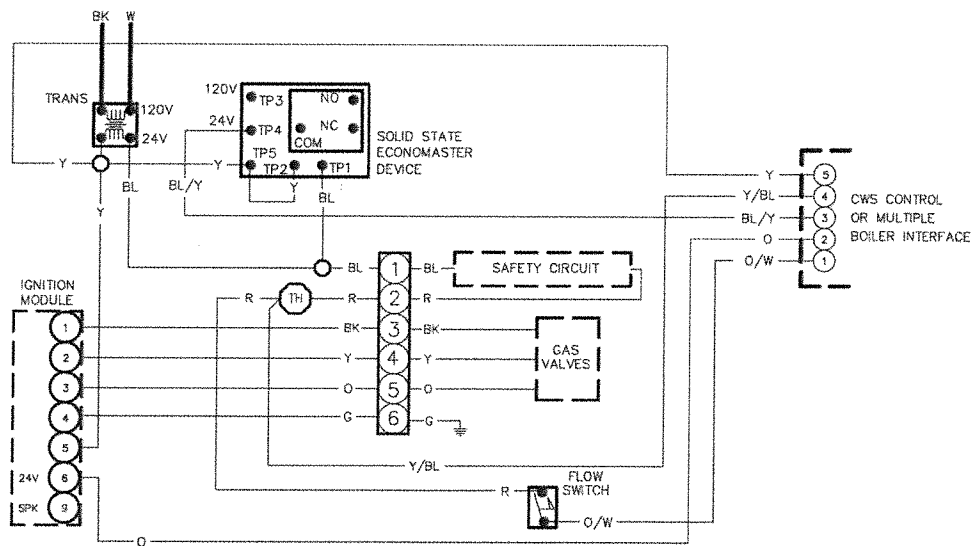 BK W
TRANS
120V
24V
120V
TP3
NO
24V
TP4
NC
COM
TP5
TP2
TP1
SOLID STATE
ECONOMASTER
DEVICE
Y
Y
Y
BL
BL/Y
BL
Y
Y
5
Y/BL
4
BL/Y
3
O
2
O/W
1
CWS CONTROL
OR MULTIPLE
BOILER INTERFACE
BL
1
BL
SAFETY CIRCUIT
R
TH
R
2
R
BK
3
BK
Y
4
Y
O
5
O
G
6
G
GAS
VALVES
IGNITION
MODULE
1
2
3
4
5
24V
6
SPK
9
Y/BL
FLOW
SWITCH
R
O/W
O